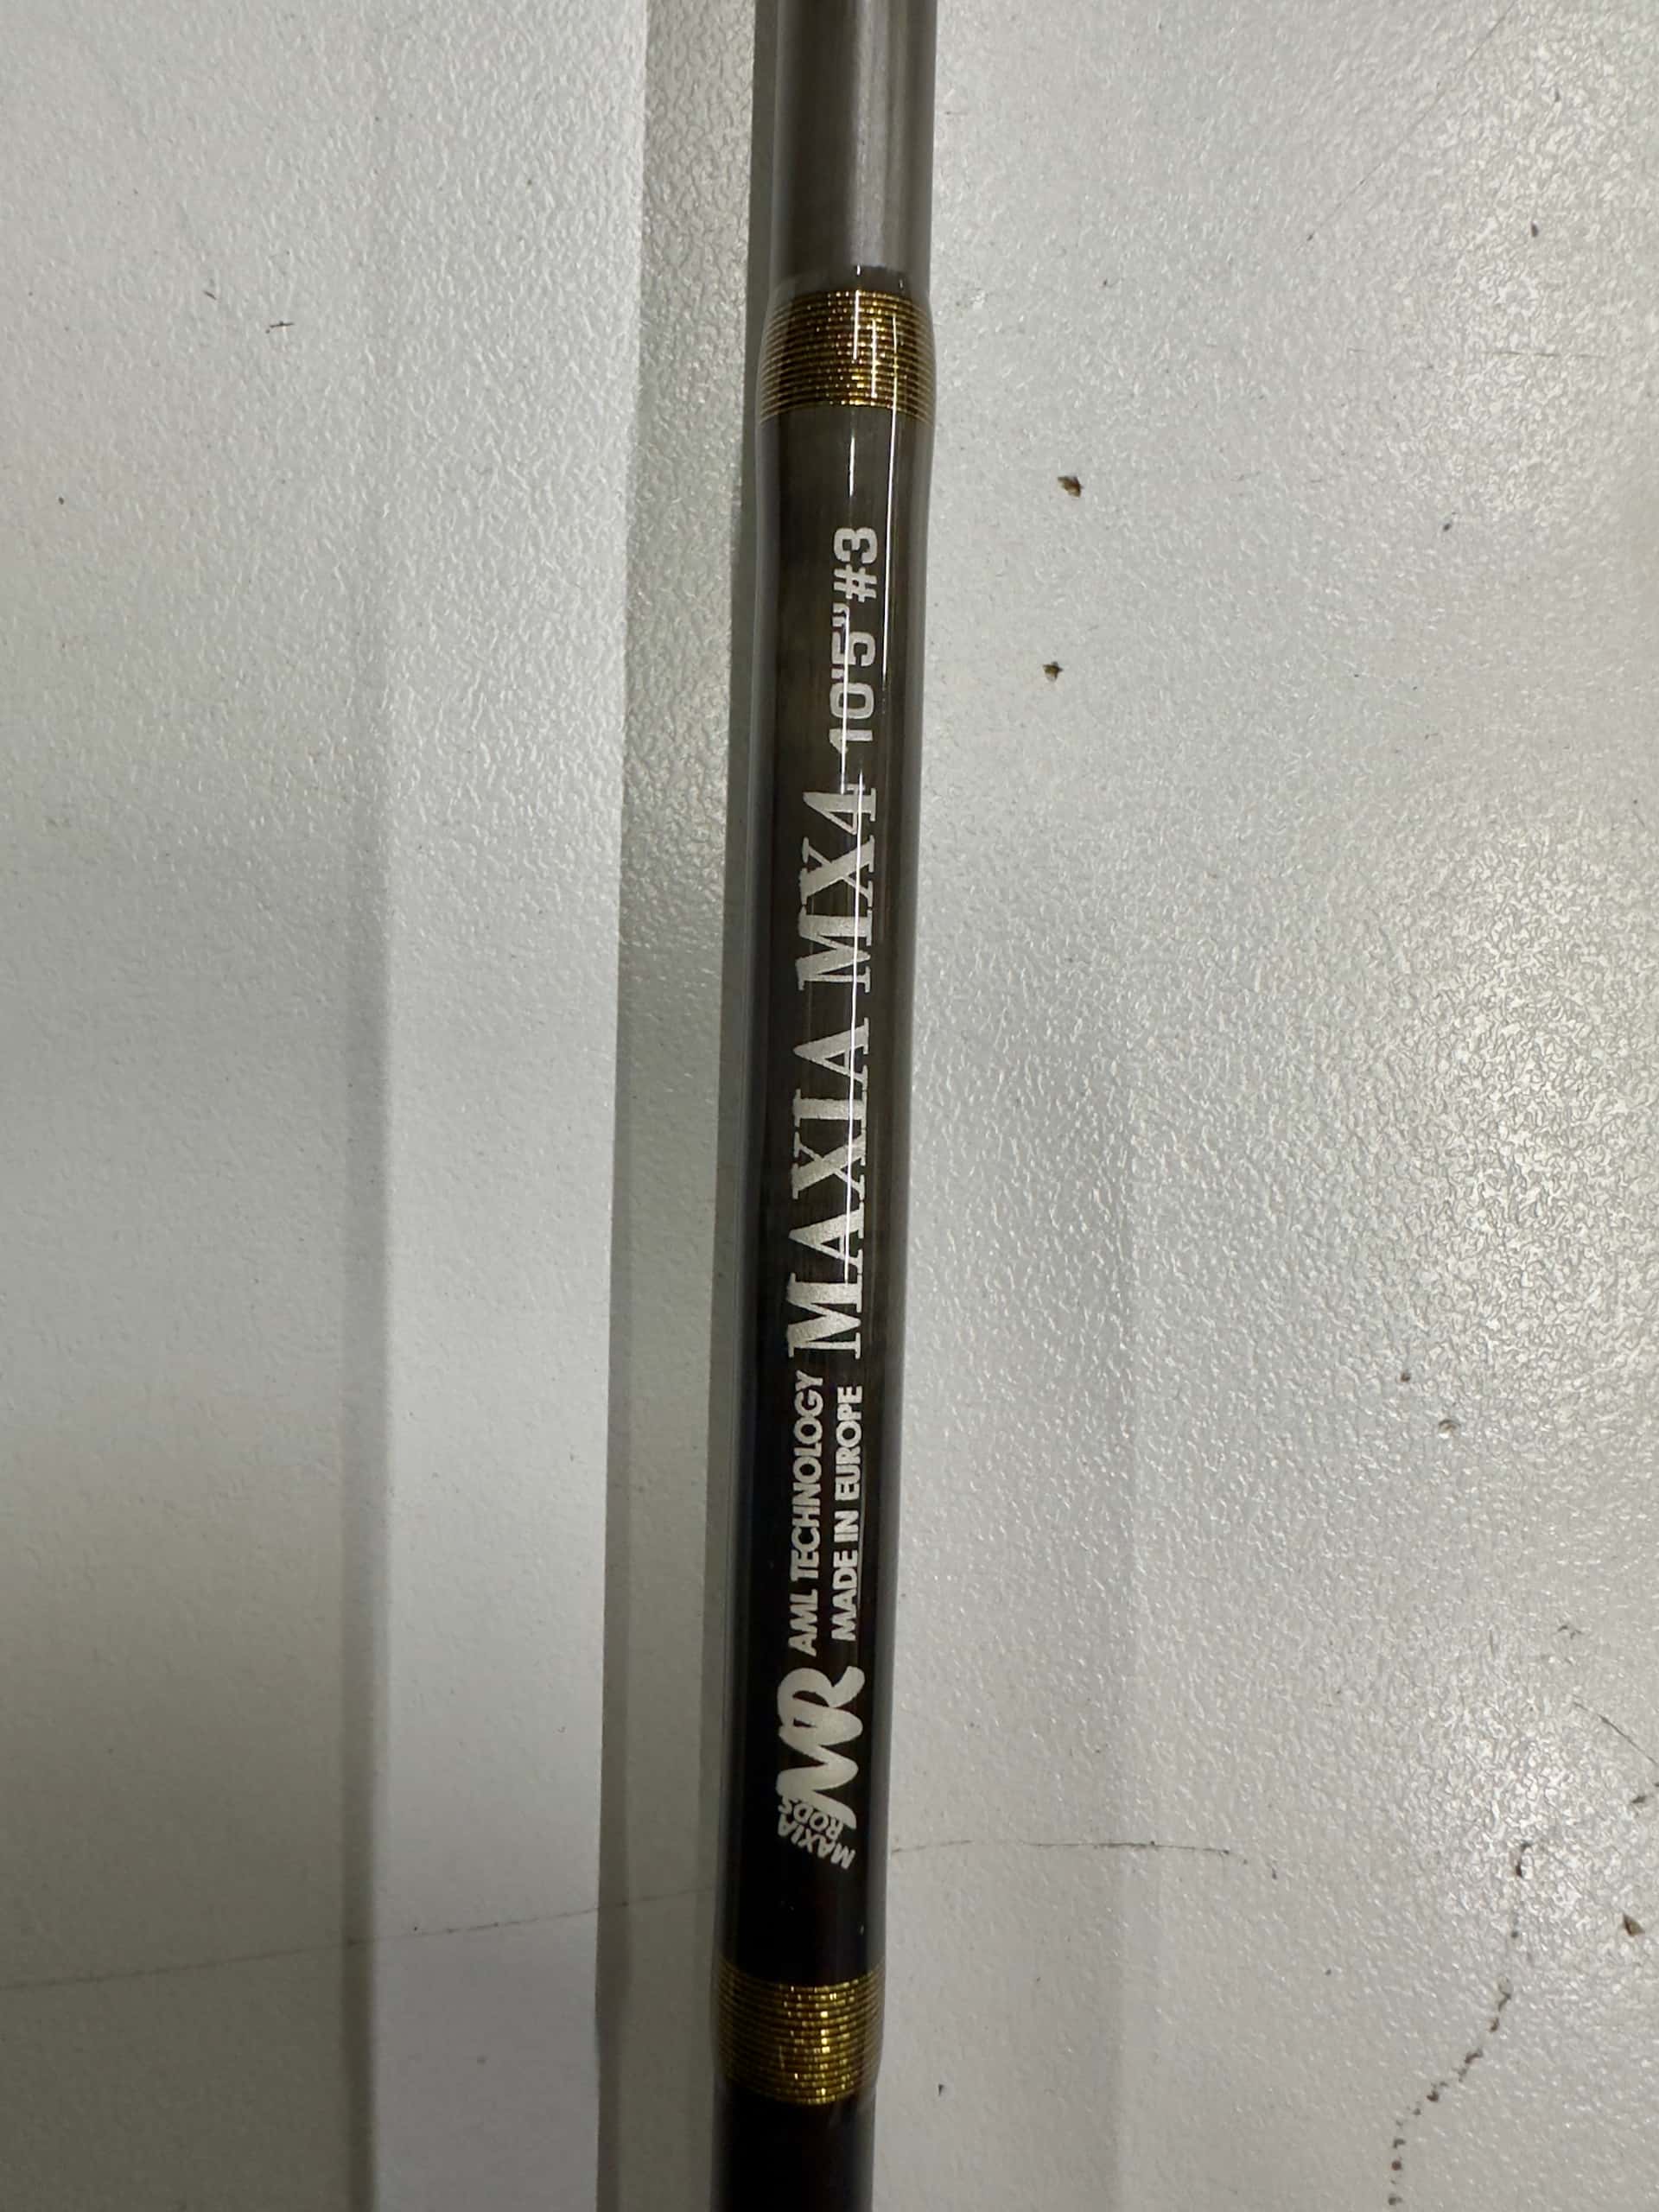 MAXIA
RODS
MR
AML TECHNOLOGY
MADE IN EUROPE
MAXIA MX4 10'5"#3